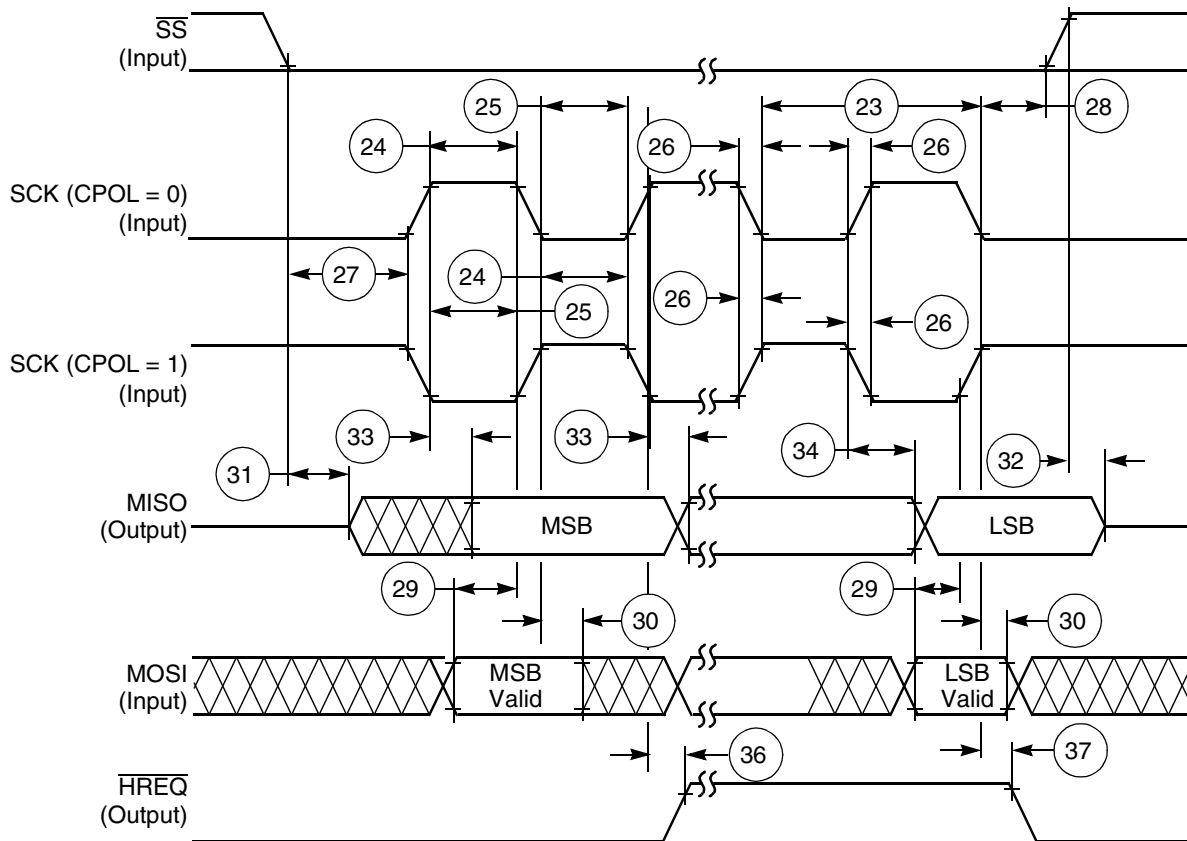 SS
(Input)
25
23
28
24
26
26
SCK (CPOL = 0)
(Input)
27
24
26
25
26
SCK (CPOL = 1)
(Input)
33
33
34
31
32
MISO
(Output)
MSB
LSB
29
29
30
30
MOSI
(Input)
MSB
Valid
LSB
Valid
36
37
HREQ
(Output)